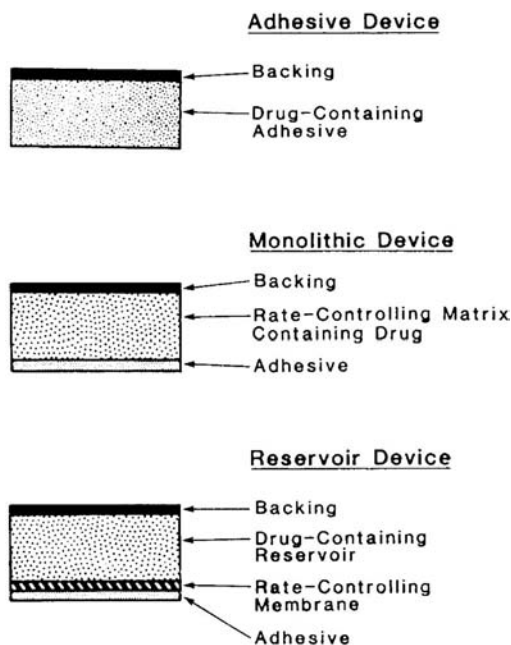 Adhesive Device
Backing
Drug-Containing
Adhesive
Monolithic Device
Backing
Rate-Controlling Matrix
Containing Drug
Adhesive
Reservoir Device
Backing
Drug-Containing
Reservoir
Rate-Controlling
Membrane
Adhesive